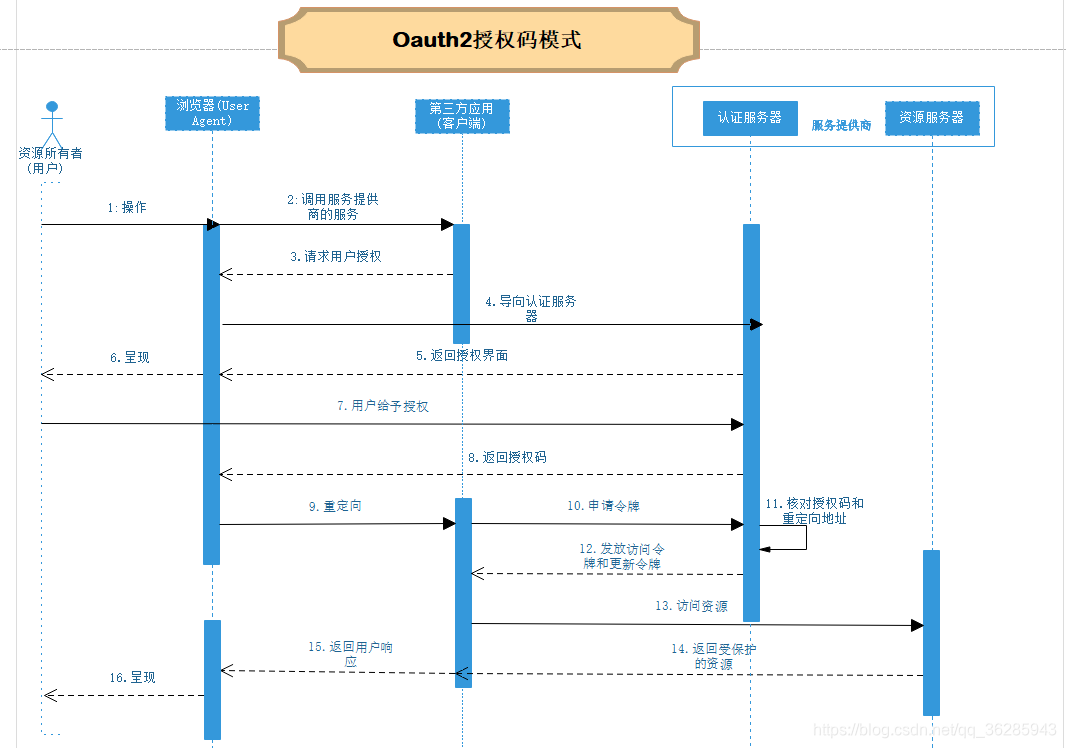 Oauth2授权码模式
浏览器(User
Agent)
第三方应用
(客户端)
认证服务器
服务提供商
资源服务器
资源所有者
(用户)
1:操作
2:调用服务提供
商的服务
3.请求用户授权
4.导向认证服务
器
5.返回授权界面
6.呈现
7.用户给予授权
8.返回授权码
9.重定向
10.申请令牌
11.核对授权码和
重定向地址
12.发放访问令
牌和更新令牌
13.访问资源
14.返回受保护
的资源
15.返回用户响
应
16.呈现
https://blog.csdn.net/qq_36285943